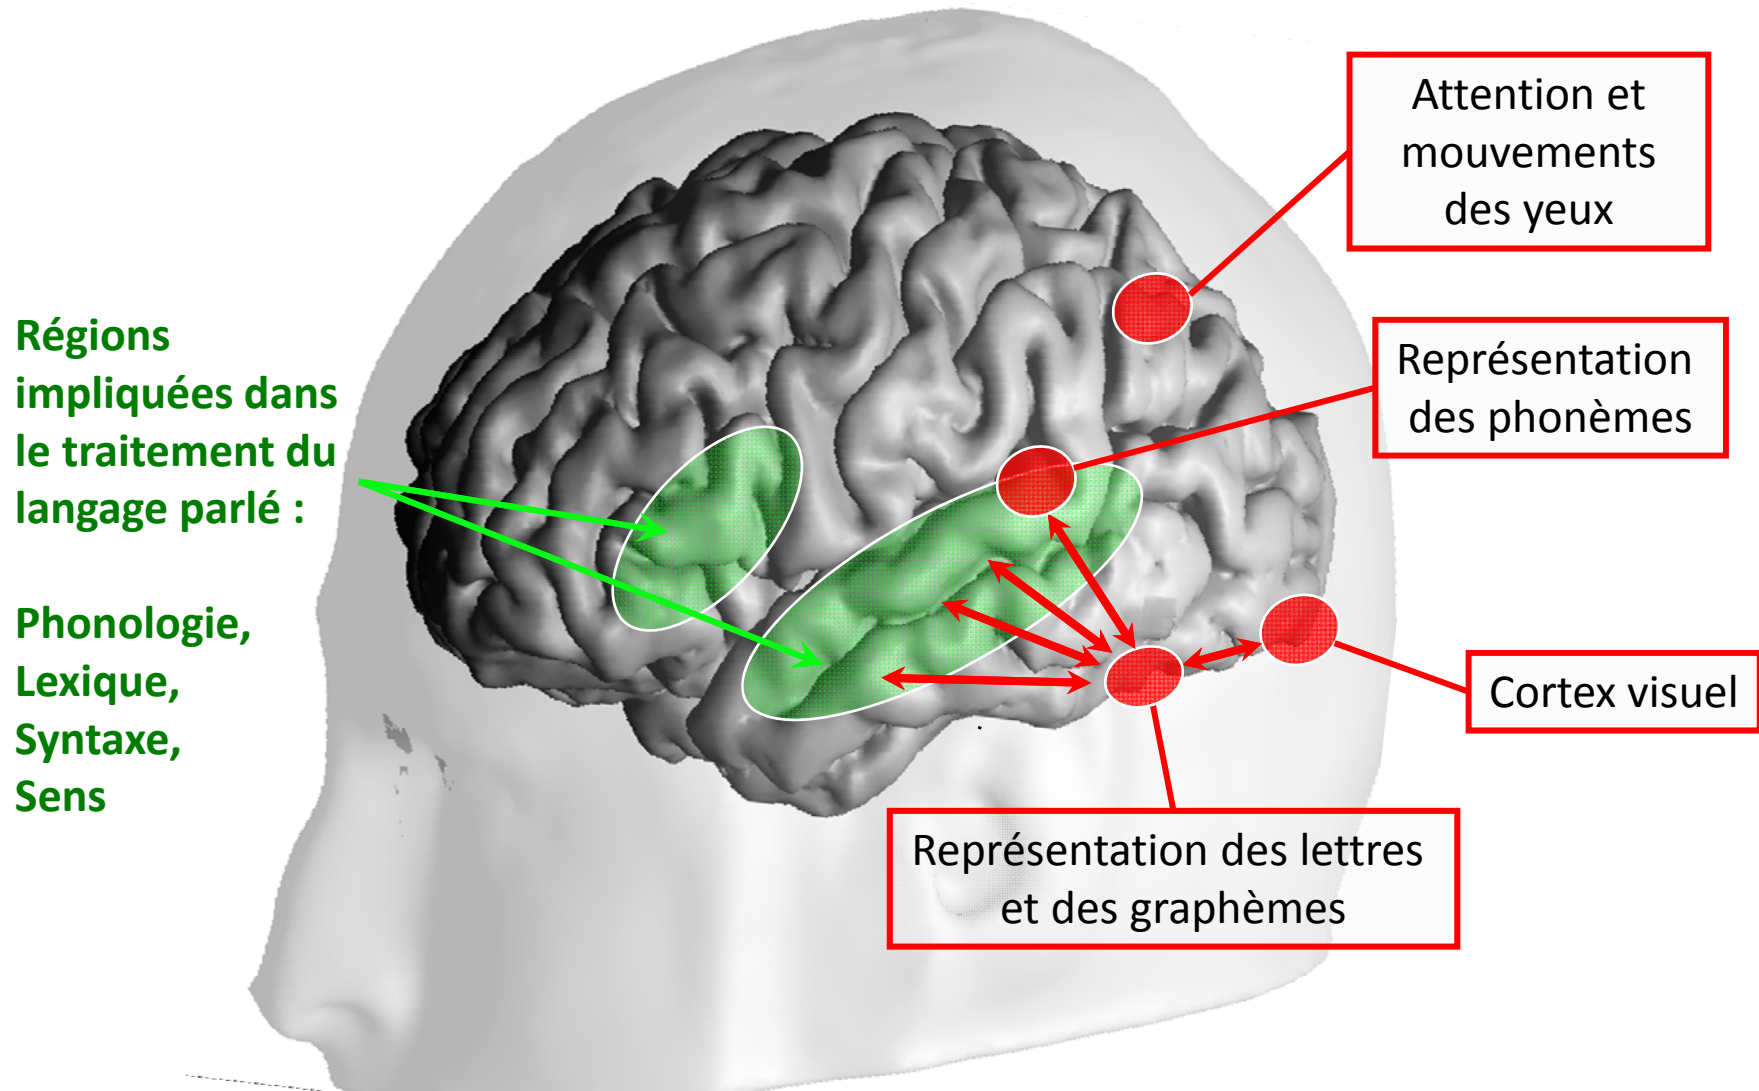 Régions
impliquées dans
le traitement du
langage parlé :
Phonologie,
Lexique,
Syntaxe,
Sens
Attention et
mouvements
des yeux
Représentation
des phonèmes
Cortex visuel
Représentation des lettres
et des graphèmes